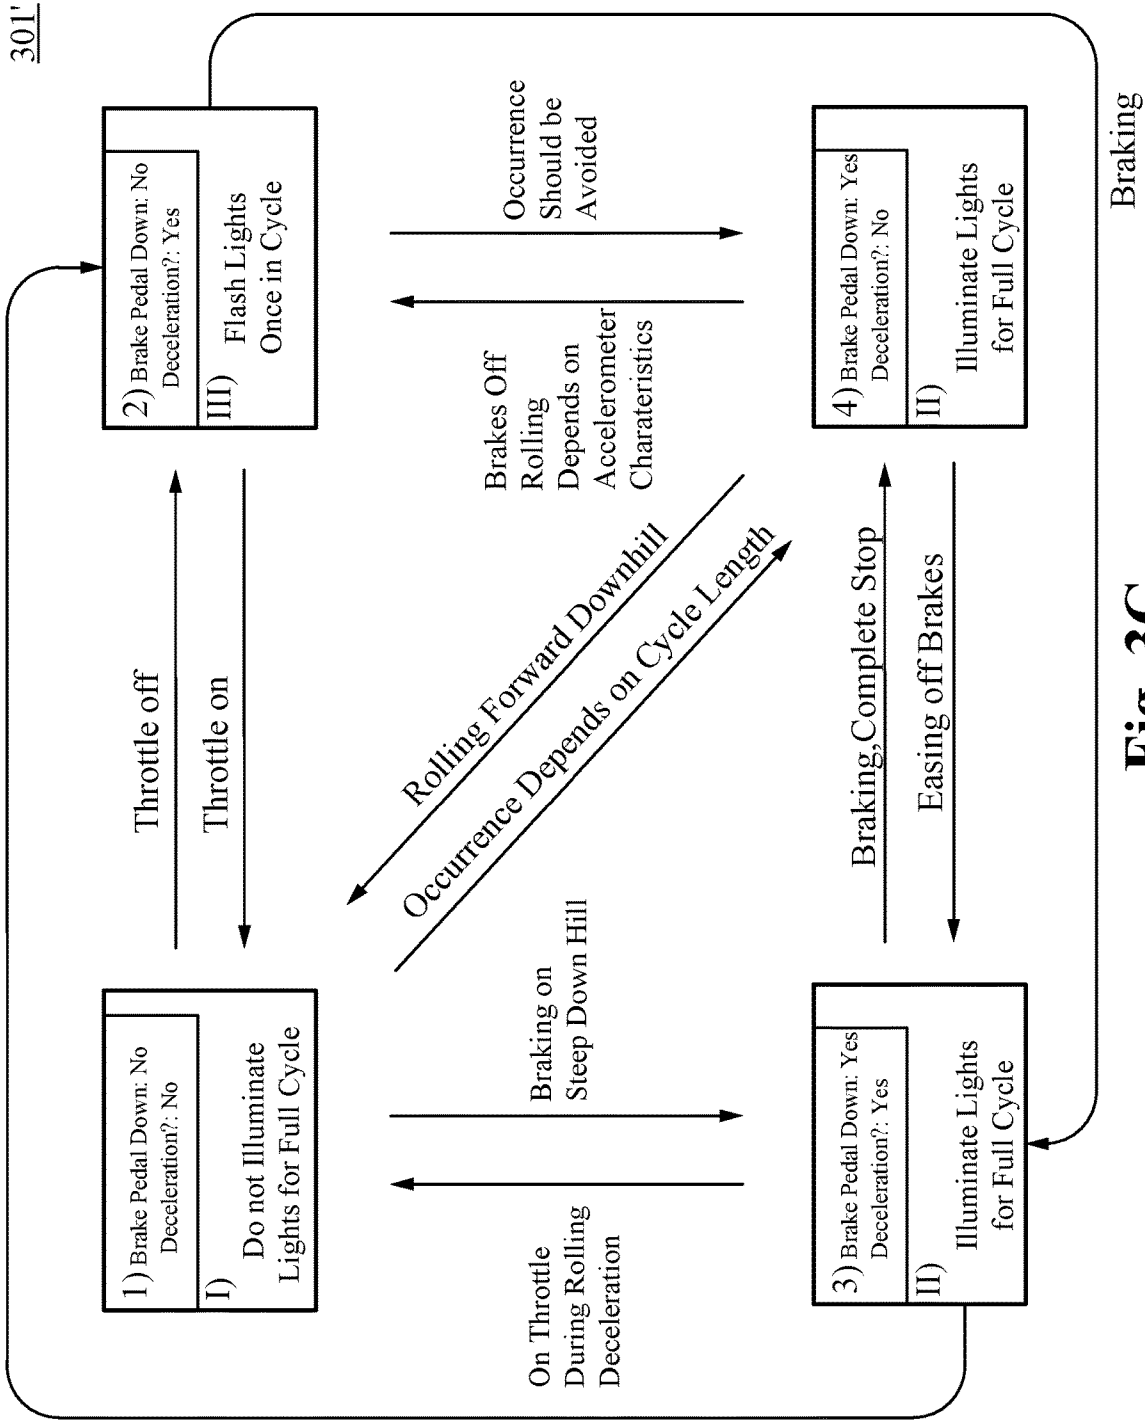 301'
1) Brake Pedal Down: No
Deceleration?: No
I)
Do not Illuminate
Lights for Full Cycle
Throttle off
Throttle on
2) Brake Pedal Down: No
Deceleration?: Yes
III)
Flash Lights
Once in Cycle
On Throttle
During Rolling
Deceleration
Braking on
Steep Down Hill
Rolling Forward Downhill
Occurrence Depends on Cycle Length
Brakes Off
Rolling
Depends on
Accelerometer
Charateristics
Occurrence
Should be
Avoided
3) Brake Pedal Down: Yes
Deceleration?: Yes
II)
Illuminate Lights
for Full Cycle
Braking,Complete Stop
Easing off Brakes
4) Brake Pedal Down: Yes
Deceleration?: No
II)
Illuminate Lights
for Full Cycle
Braking
Fig. 3C